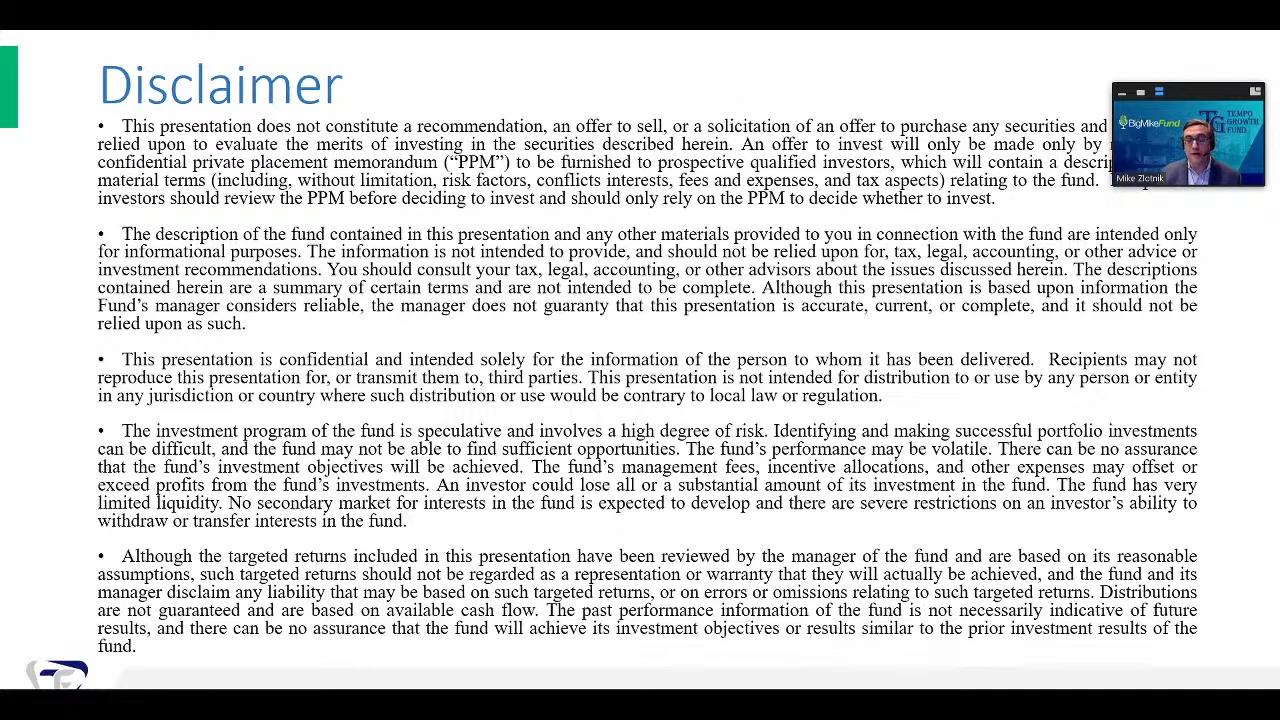 Disclaimer
• This presentation does not constitute a recommendation, an offer to sell, or a solicitation of an offer to purchase any securities and
relied upon to evaluate the merits of investing in the securities described herein. An offer to invest will only be made only by
confidential private placement memorandum (“PPM”) to be furnished to prospective qualified investors, which will contain a
material terms (including, without limitation, risk factors, conflicts interests, fees and expenses, and tax aspects) relating to the fund.
investors should review the PPM before deciding to invest and should only rely on the PPM to decide whether to invest.
• The description of the fund contained in this presentation and any other materials provided to you in connection with the fund are intended only
for informational purposes. The information is not intended to provide, and should not be relied upon for, tax, legal, accounting, or other advice or
investment recommendations. You should consult your tax, legal, accounting, or other advisors about the issues discussed herein. The descriptions
contained herein are a summary of certain terms and are not intended to be complete. Although this presentation is based upon information the
Fund’s manager considers reliable, the manager does not guaranty that this presentation is accurate, current, or complete, and it should not be
relied upon as such.
• This presentation is confidential and intended solely for the information of the person to whom it has been delivered. Recipients may not
reproduce this presentation for, or transmit them to, third parties. This presentation is not intended for distribution to or use by any person or entity
in any jurisdiction or country where such distribution or use would be contrary to local law or regulation.
• The investment program of the fund is speculative and involves a high degree of risk. Identifying and making successful portfolio investments
can be difficult, and the fund may not be able to find sufficient opportunities. The fund’s performance may be volatile. There can be no assurance
that the fund’s investment objectives will be achieved. The fund’s management fees, incentive allocations, and other expenses may offset or
exceed profits from the fund’s investments. An investor could lose all or a substantial amount of its investment in the fund. The fund has very
limited liquidity. No secondary market for interests in the fund is expected to develop and there are severe restrictions on an investor’s ability to
withdraw or transfer interests in the fund.
• Although the targeted returns included in this presentation have been reviewed by the manager of the fund and are based on its reasonable
assumptions, such targeted returns should not be regarded as a representation or warranty that they will actually be achieved, and the fund and its
manager disclaim any liability that may be based on such targeted returns, or on errors or omissions relating to such targeted returns. Distributions
are not guaranteed and are based on available cash flow. The past performance information of the fund is not necessarily indicative of future
results, and there can be no assurance that the fund will achieve its investment objectives or results similar to the prior investment results of the
fund.
BigMikeFund
TG TEMPO
GROWTH
FUND
Mike Zlotnik